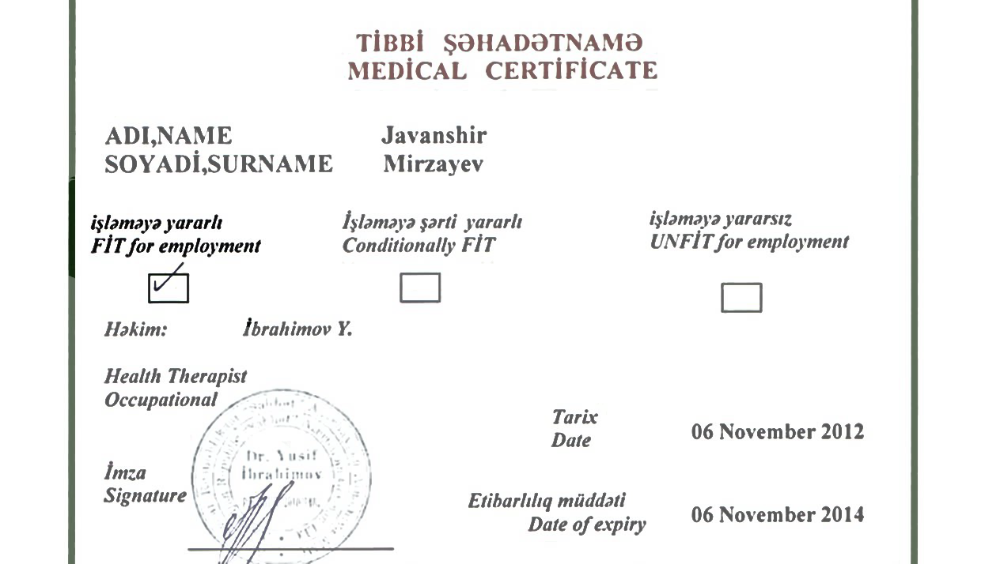 TİBBİ ŞƏHADƏTNAMƏ
MEDİCAL CERTİFİCATE
ADI,NAME Javanshir
SOYADİ,SURNAME Mirzayev
işləməyə yararlı İşləməyə şərti yararlı işləməyə yararsız
FİT for employment Conditionally FİT UNFİT for employment
Həkim: İbrahimov Y.
Health Therapist
Occupational
Dr. Yusif
İbrahimov
Tarix
Date 06 November 2012
İmza
Signature
Etibarlılıq müddəti
Date of expiry 06 November 2014